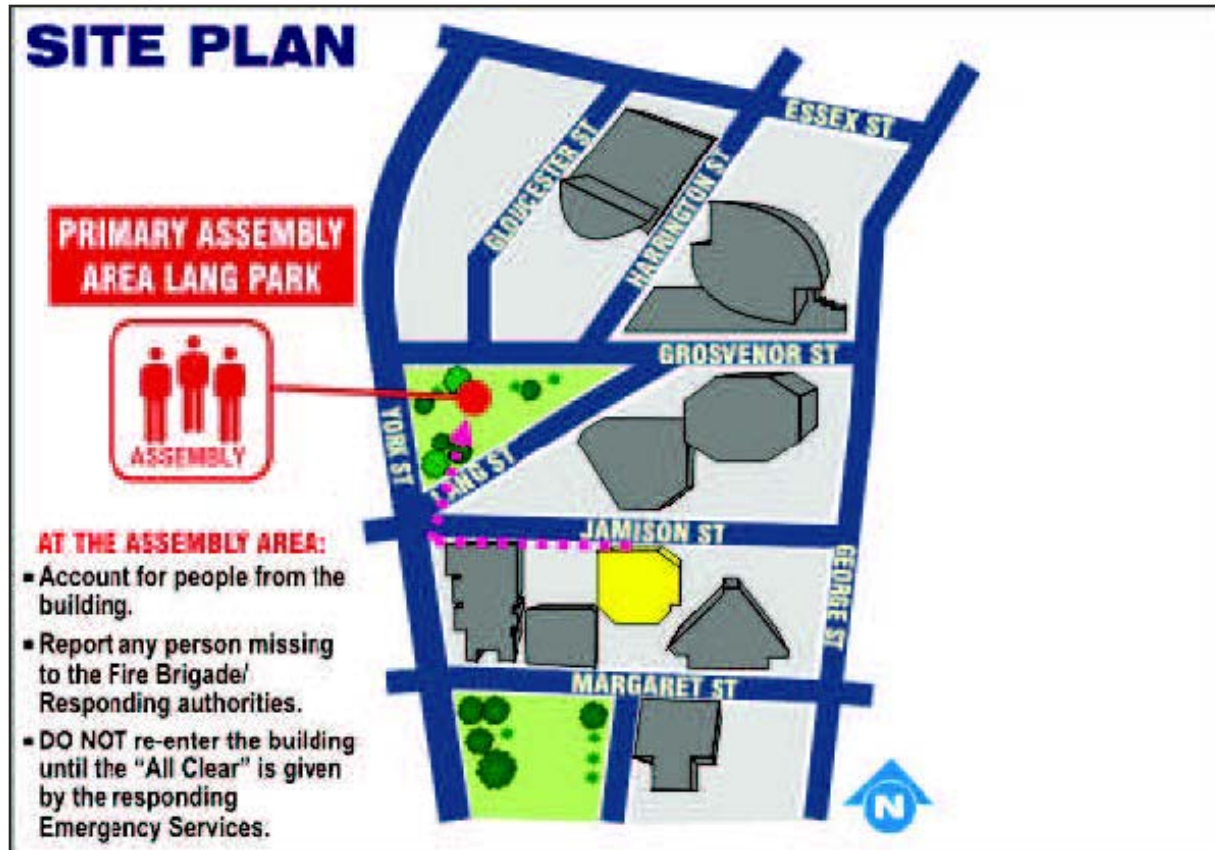 SITE PLAN
ESSEX ST
GLOUCESTER ST
HARRINGTON ST
PRIMARY ASSEMBLY
AREA LANG PARK
GROSVENOR ST
ASSEMBLY
YORK ST
LANG ST
JAMISON ST
GEORGE ST
MARGARET ST
AT THE ASSEMBLY AREA:
▪ Account for people from the
building.
▪ Report any person missing
to the Fire Brigade/
Responding authorities.
▪ DO NOT re-enter the building
until the “All Clear” is given
by the responding
Emergency Services.
N